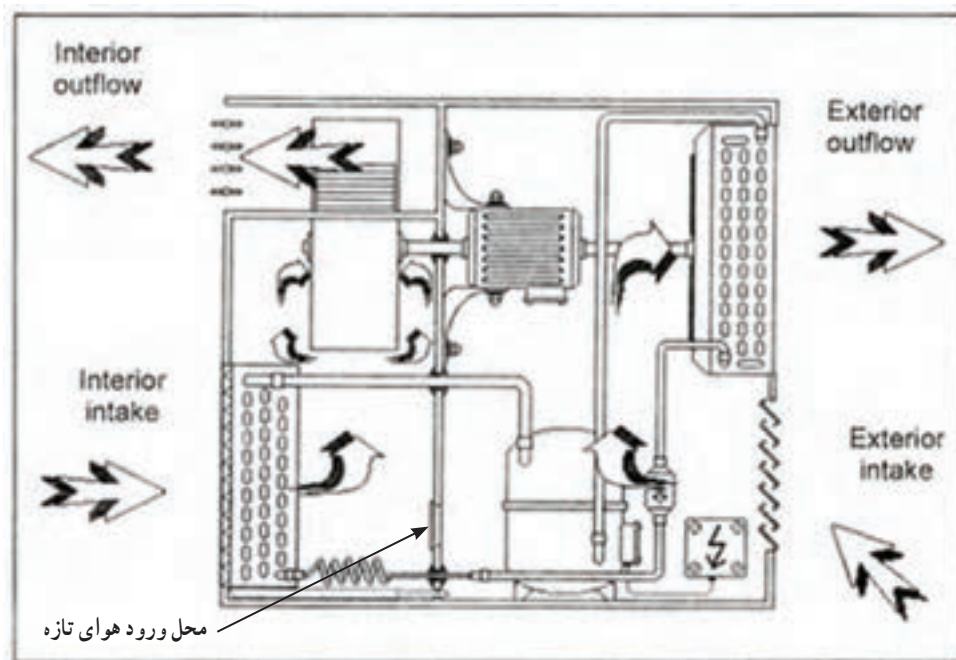 Interior
outflow
Exterior
outflow
Interior
intake
Exterior
intake
محل ورود هوای تازه